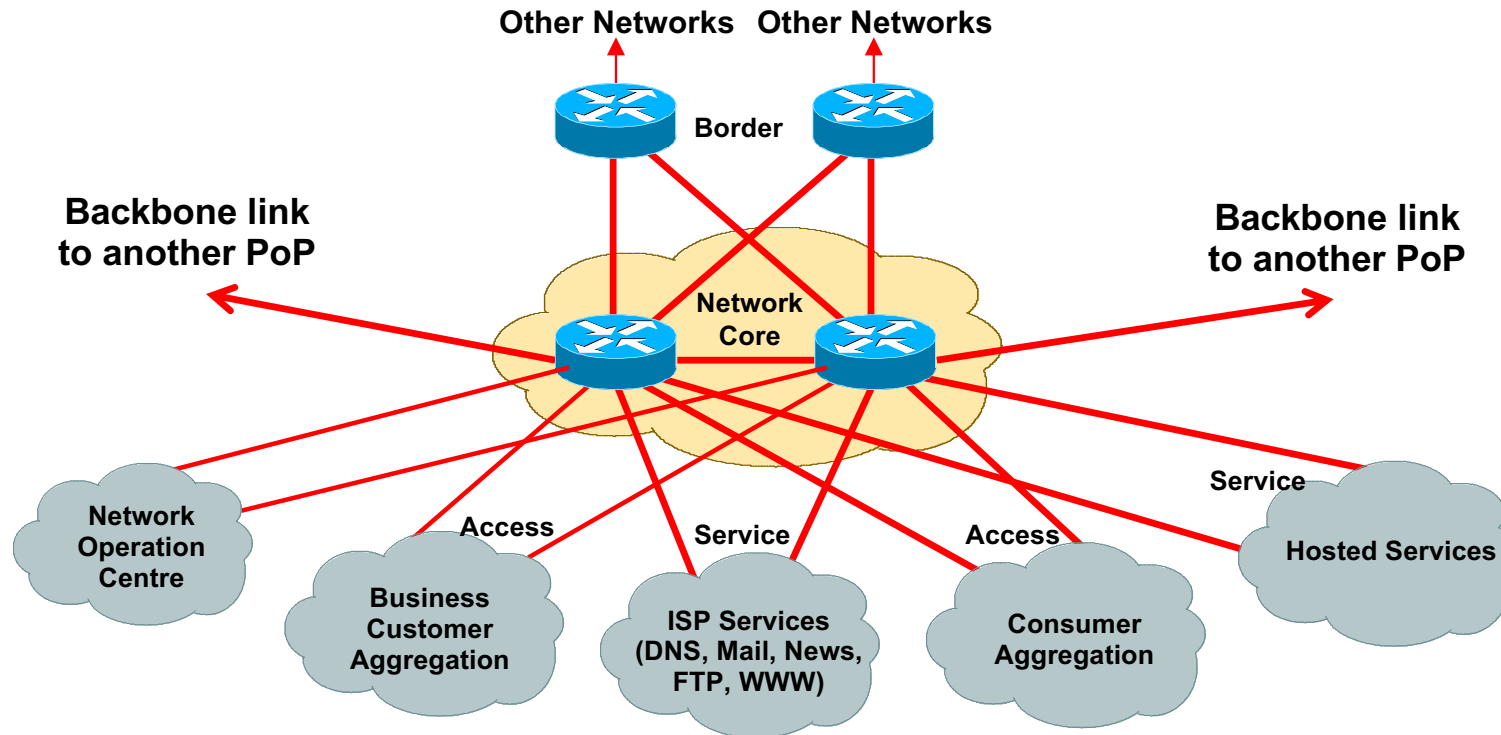 Other Networks
Other Networks
Border
Backbone link
to another PoP
Backbone link
to another PoP
Network
Core
Network
Operation
Centre
Access
Business
Customer
Aggregation
Service
ISP Services
(DNS, Mail, News,
FTP, WWW)
Access
Consumer
Aggregation
Service
Hosted Services